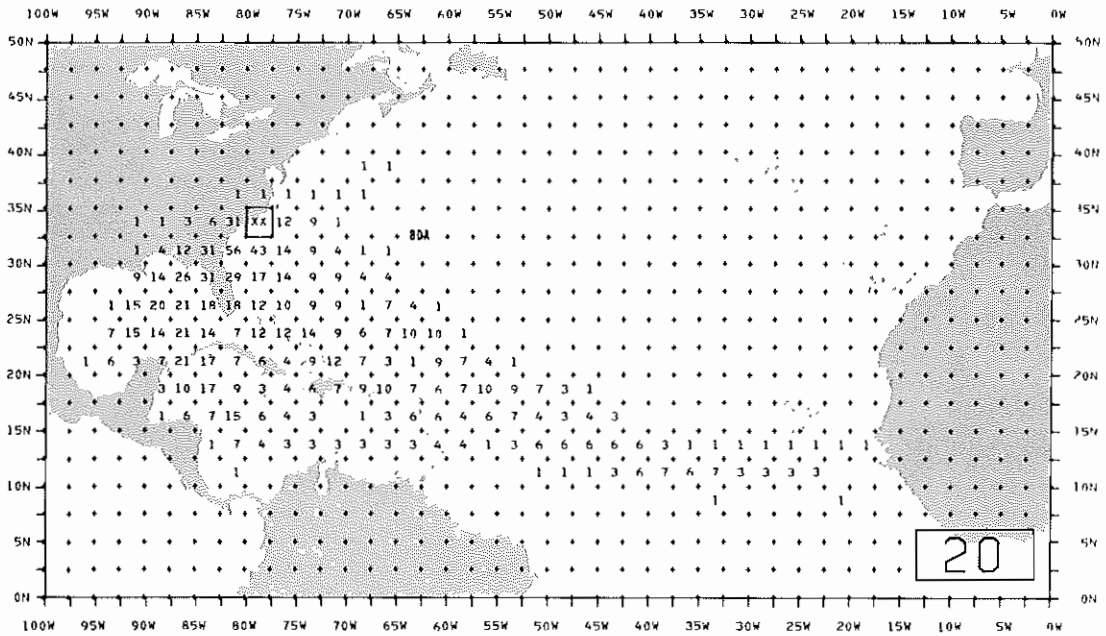 100W 95W 90W 85W 80W 75W 70W 65W 60W 55W 50W 45W 40W 35W 30W 25W 20W 15W 10W 5W 0W
50N 50N
45N 45N
40N 40N
1 1
1 1 1 1 1 1
35N 35N
1 1 3 6 31 XX 12 9 1
BDA
1 4 12 31 56 43 14 9 4 1 1
30N 30N
9 14 26 31 29 17 14 9 9 4 4
1 15 20 21 18 18 12 10 9 9 1 7 4 1
25N 25N
7 15 14 21 14 7 12 12 14 9 6 7 10 10 1
1 6 3 7 21 17 7 6 4 9 12 7 3 1 9 7 4 1
20N 20N
3 10 17 9 3 4 6 7 9 10 7 6 7 10 9 7 3 1
1 6 7 15 6 4 3 1 3 6 6 4 6 7 4 3 4 3
15N 15N
1 7 4 3 3 3 3 3 3 4 4 1 3 6 6 6 6 6 3 1 1 1 1 1 1 1 1
1 1 1 1 3 6 7 6 7 3 3 3 3
10N 10N
1 1
5N 5N
20
0N 0N
100W 95W 90W 85W 80W 75W 70W 65W 60W 55W 50W 45W 40W 35W 30W 25W 20W 15W 10W 5W 0W